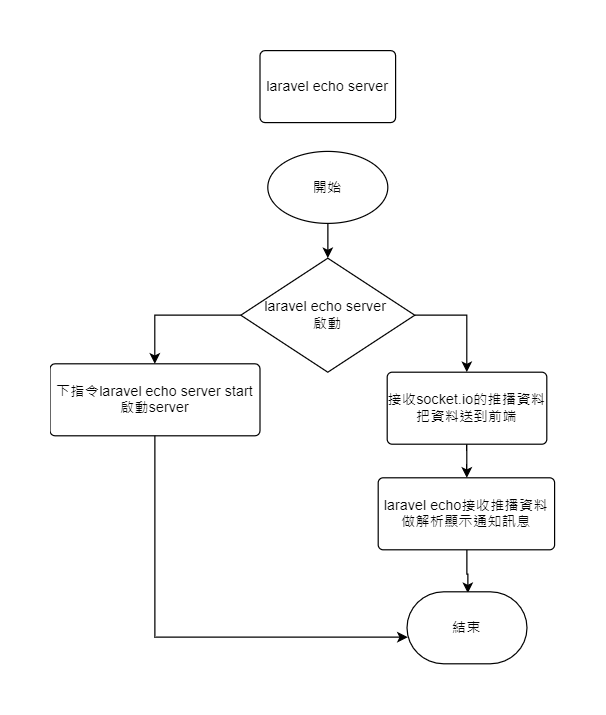 laravel echo server
開始
laravel echo server
啟動
下指令laravel echo server start
啟動server
接收socket.io的推播資料
把資料送到前端
laravel echo接收推播資料
做解析顯示通知訊息
結束